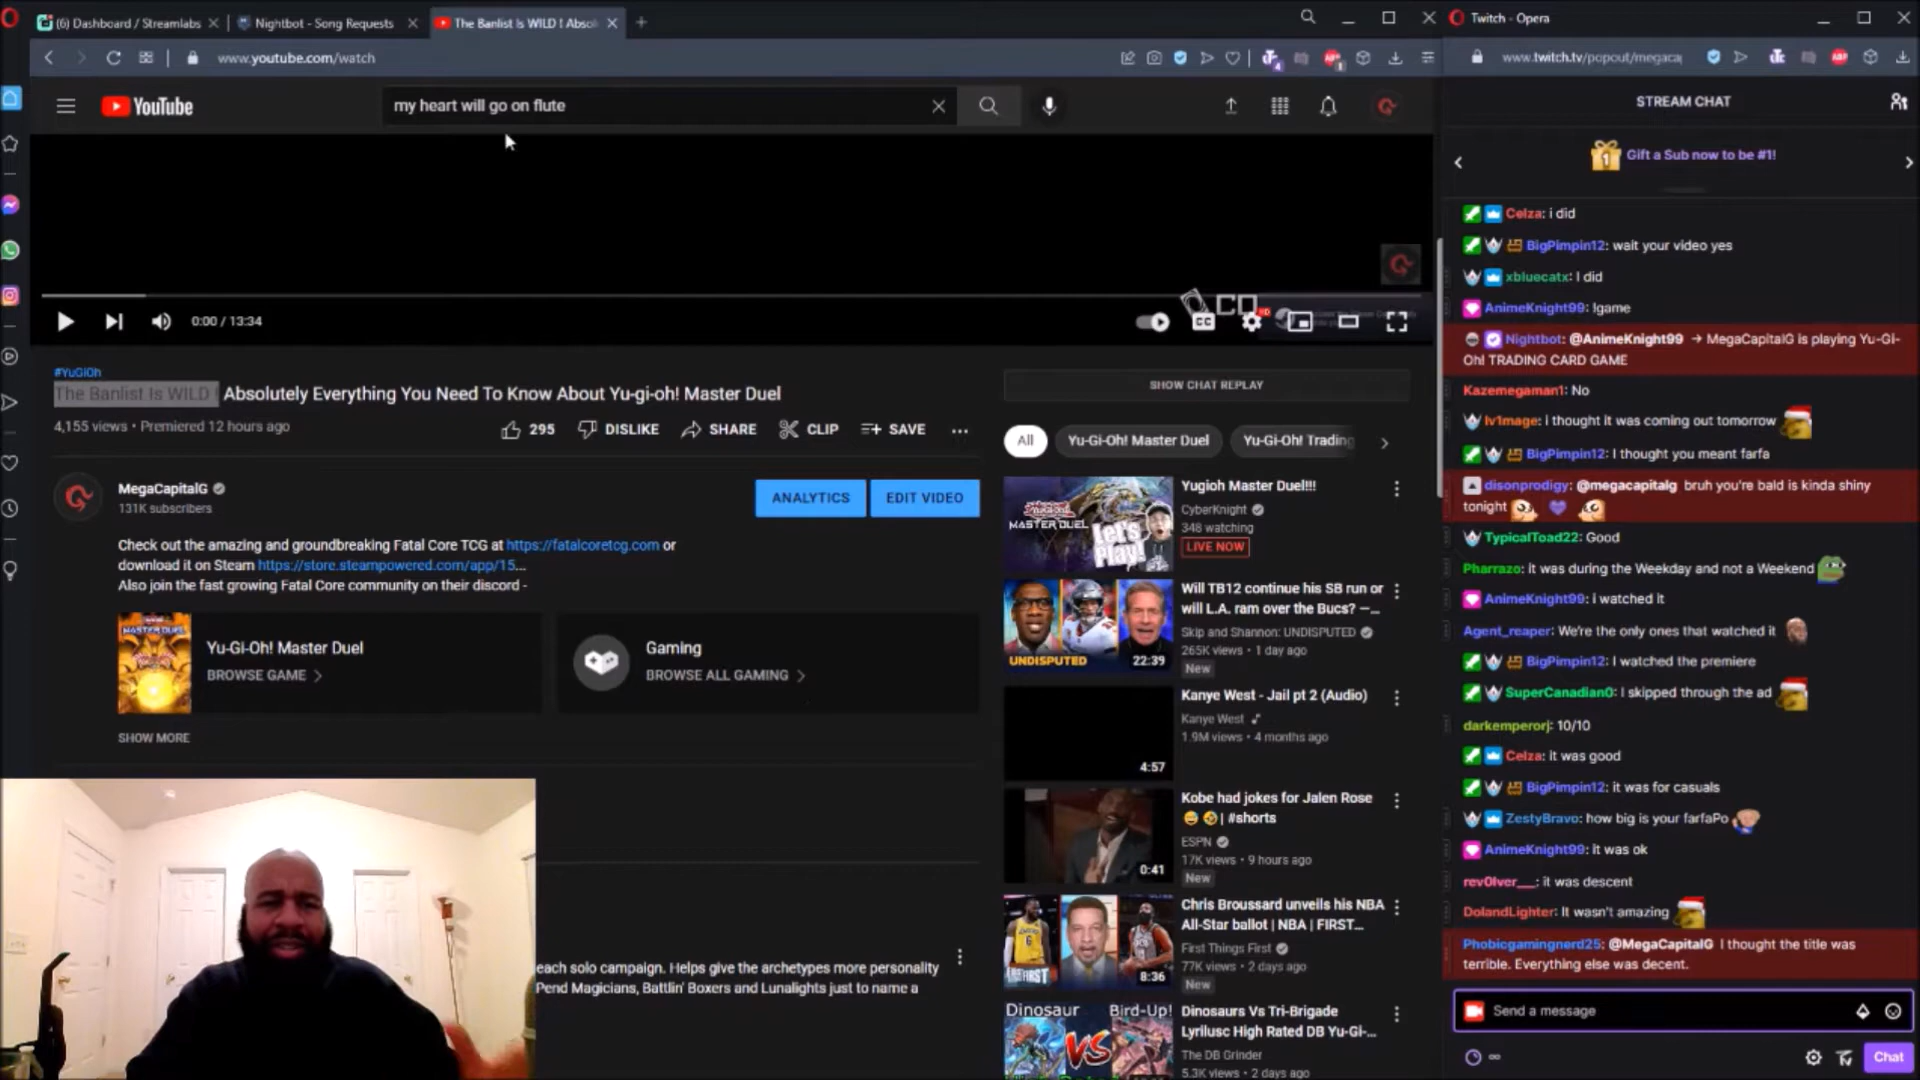 (6) Dashboard / Streamlabs
Nightbot - Song Requests
The Banlist Is WILD ! Absol
Twitch - Opera
www.youtube.com/watch
www.twitch.tv/popout/megacap
YouTube
my heart will go on flute
STREAM CHAT
1
Gift a Sub now to be #1!
Celza: i did
BigPimpin12: wait your video yes
xbluecatx: I did
AnimeKnight99: !game
Nightbot: @AnimeKnight99 → MegaCapitalG is playing Yu-Gi-
Oh! TRADING CARD GAME
Kazemegaman1: No
lv1mage: i thought it was coming out tomorrow
BigPimpin12: I thought you meant farfa
disonprodigy: @megacapitalg bruh you're bald is kinda shiny
tonight
TypicalToad22: Good
Pharrazo: it was during the Weekday and not a Weekend
AnimeKnight99: i watched it
Agent_reaper: We're the only ones that watched it
BigPimpin12: I watched the premiere
SuperCanadian0: I skipped through the ad
darkemperorj: 10/10
Celza: it was good
BigPimpin12: it was for casuals
ZestyBravo: how big is your farfaPo
AnimeKnight99: it was ok
rev0lver___: it was descent
DolandLighter: It wasn't amazing
Phobicgamingnerd25: @MegaCapitalG I thought the title was
terrible. Everything else was decent.
Send a message
Chat
0:00 / 13:34
CC
HD
#YuGiOh
The Banlist Is WILD ! Absolutely Everything You Need To Know About Yu-gi-oh! Master Duel
4,155 views • Premiered 12 hours ago
295
DISLIKE
SHARE
CLIP
SAVE
MegaCapitalG
131K subscribers
ANALYTICS
EDIT VIDEO
Check out the amazing and groundbreaking Fatal Core TCG at https://fatalcoretcg.com or
download it on Steam https://store.steampowered.com/app/15...
Also join the fast growing Fatal Core community on their discord -
MASTER DUEL
Yu-Gi-Oh! Master Duel
BROWSE GAME
Gaming
BROWSE ALL GAMING
SHOW MORE
each solo campaign. Helps give the archetypes more personality
Pend Magicians, Battlin' Boxers and Lunalights just to name a
SHOW CHAT REPLAY
All
Yu-Gi-Oh! Master Duel
Yu-Gi-Oh! Trading
MASTER DUEL
LET'S
Play!
Yugioh Master Duel!!!
CyberKnight
348 watching
LIVE NOW
UNDISPUTED
22:39
Will TB12 continue his SB run or
will L.A. ram over the Bucs? —...
Skip and Shannon: UNDISPUTED
265K views • 1 day ago
New
4:57
Kanye West - Jail pt 2 (Audio)
Kanye West
1.9M views • 4 months ago
0:41
Kobe had jokes for Jalen Rose
| #shorts
ESPN
17K views • 9 hours ago
New
8:36
Chris Broussard unveils his NBA
All-Star ballot | NBA | FIRST...
First Things First
77K views • 2 days ago
New
Dinosaur
Bird-Up!
VS
Dinosaurs Vs Tri-Brigade
Lyrilusc High Rated DB Yu-Gi-...
The DB Grinder
5.3K views • 2 days ago